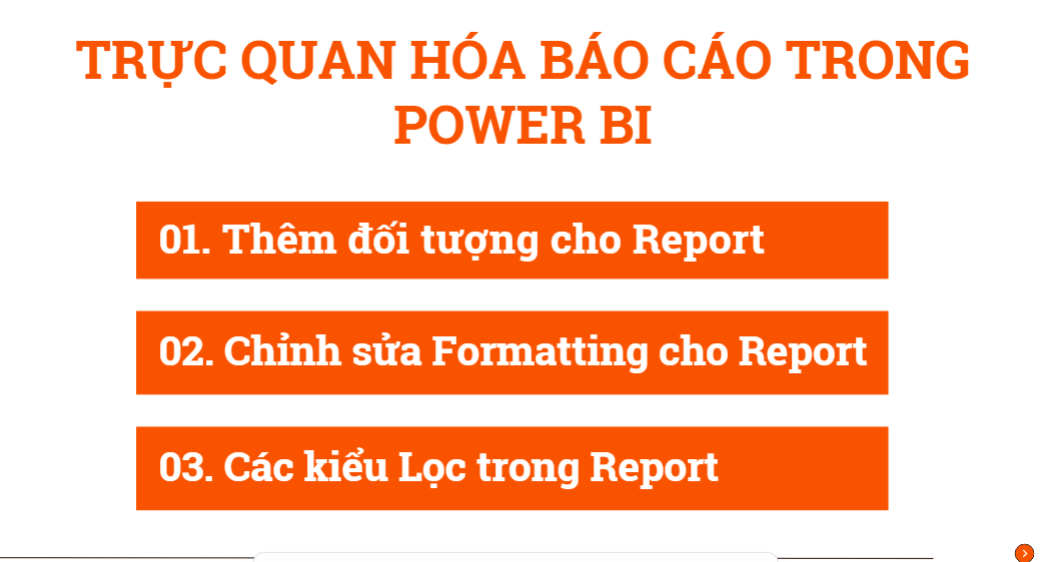 TRỰC QUAN HÓA BÁO CÁO TRONG
POWER BI
01. Thêm đối tượng cho Report
02. Chỉnh sửa Formatting cho Report
03. Các kiểu Lọc trong Report